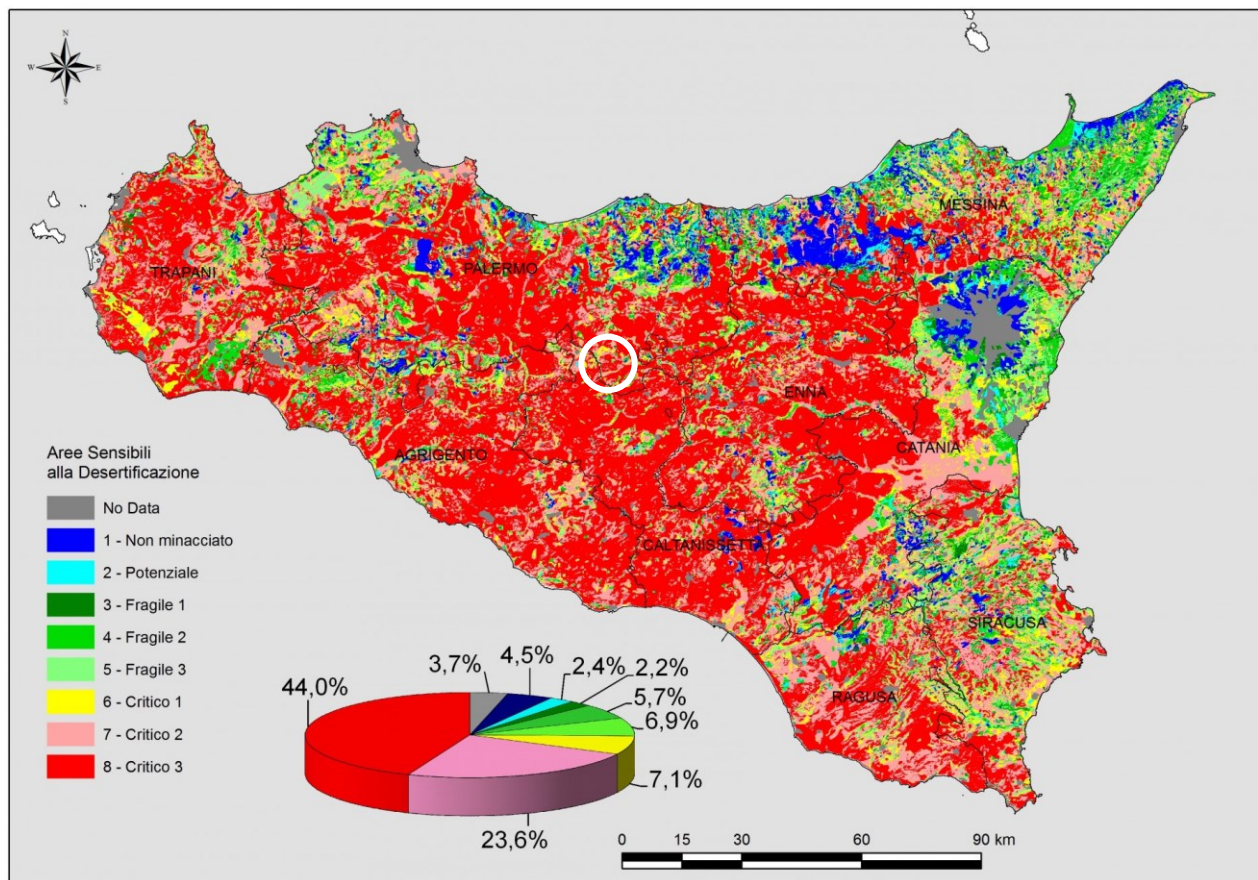 N
W
E
S
MESSINA
TRAPANI
PALERMO
ENNA
CATANIA
AGRIGENTO
CALTANISSETTA
SIRACUSA
RAGUSA
Aree Sensibili
alla Desertificazione
No Data
1 - Non minacciato
2 - Potenziale
3 - Fragile 1
4 - Fragile 2
5 - Fragile 3
6 - Critico 1
7 - Critico 2
8 - Critico 3
44,0%
3,7%
4,5%
2,4%
2,2%
5,7%
6,9%
7,1%
23,6%
0 15 30 60 90 km